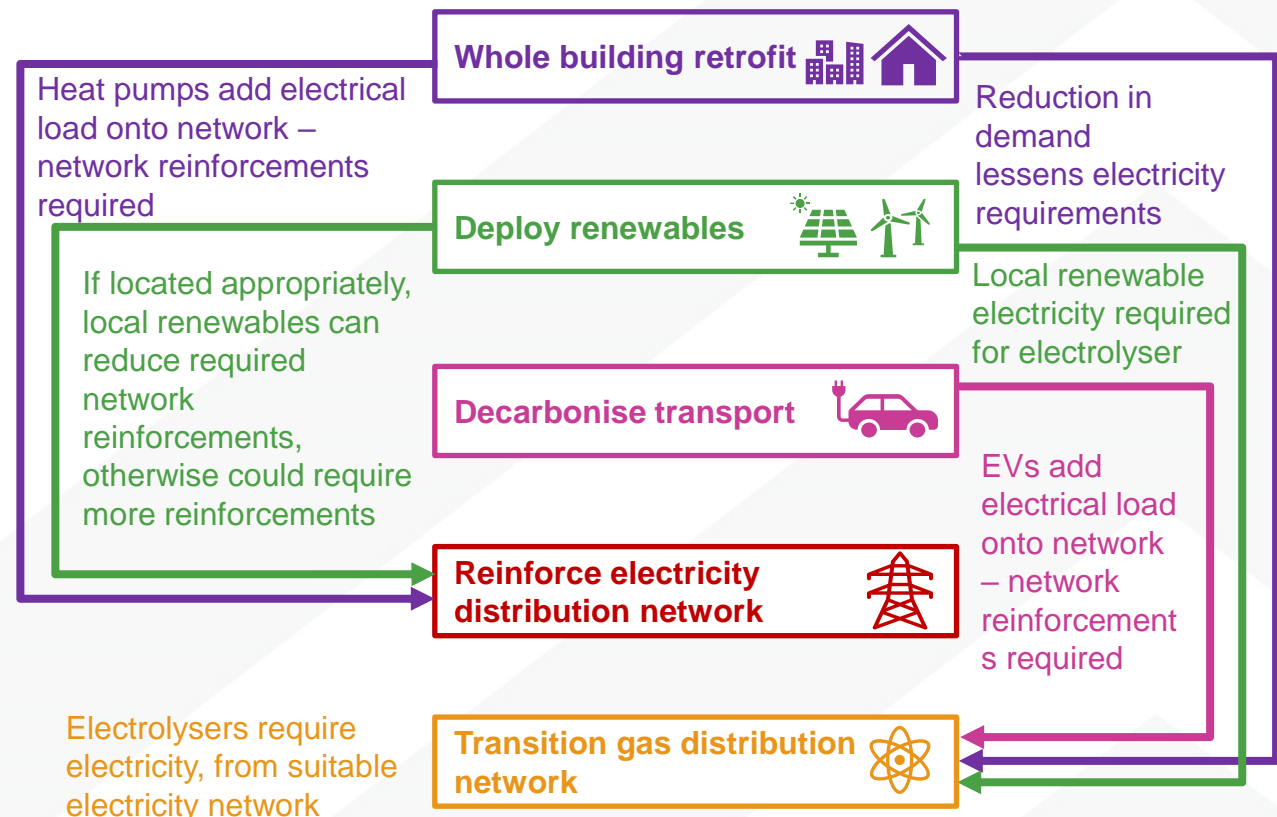 Whole building retrofit
Heat pumps add electrical
load onto network –
network reinforcements
required
Reduction in
demand
lessens electricity
requirements
Deploy renewables
If located appropriately,
local renewables can
reduce required
network
reinforcements,
otherwise could require
more reinforcements
Local renewable
electricity required
for electrolyser
Decarbonise transport
EVs add
electrical load
onto network
– network
reinforcement
s required
Reinforce electricity
distribution network
Electrolysers require
electricity, from suitable
electricity network
Transition gas distribution
network